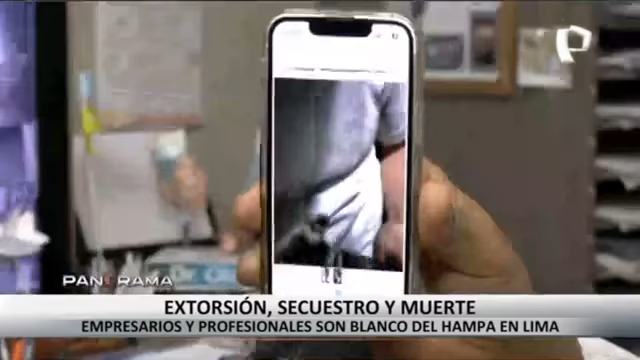 PANORAMA
EXTORSIÓN, SECUESTRO Y MUERTE
EMPRESARIOS Y PROFESIONALES SON BLANCO DEL HAMPA EN LIMA